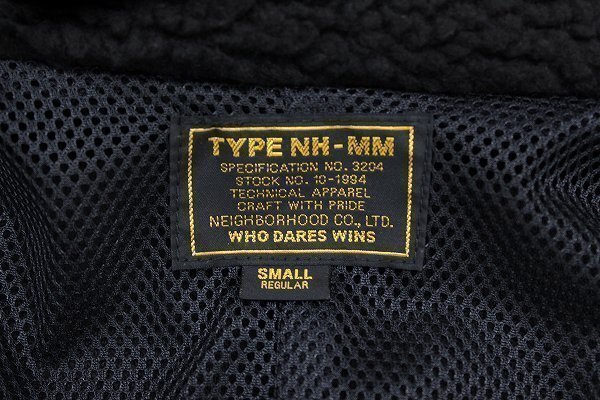 TYPE NH-MM
SPECIFICATION NO. 3204
STOCK NO. 10-1994
TECHNICAL APPAREL
CRAFT WITH PRIDE
NEIGHBORHOOD CO., LTD.
WHO DARES WINS
SMALL
REGULAR